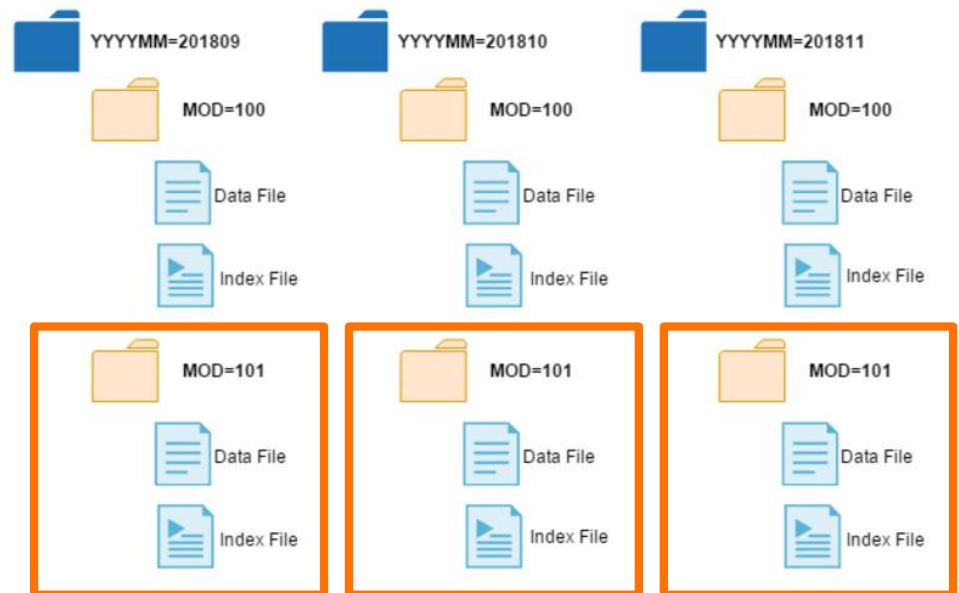 YYYYMM=201809
MOD=100
Data File
Index File
MOD=101
Data File
Index File
YYYYMM=201810
MOD=100
Data File
Index File
MOD=101
Data File
Index File
YYYYMM=201811
MOD=100
Data File
Index File
MOD=101
Data File
Index File